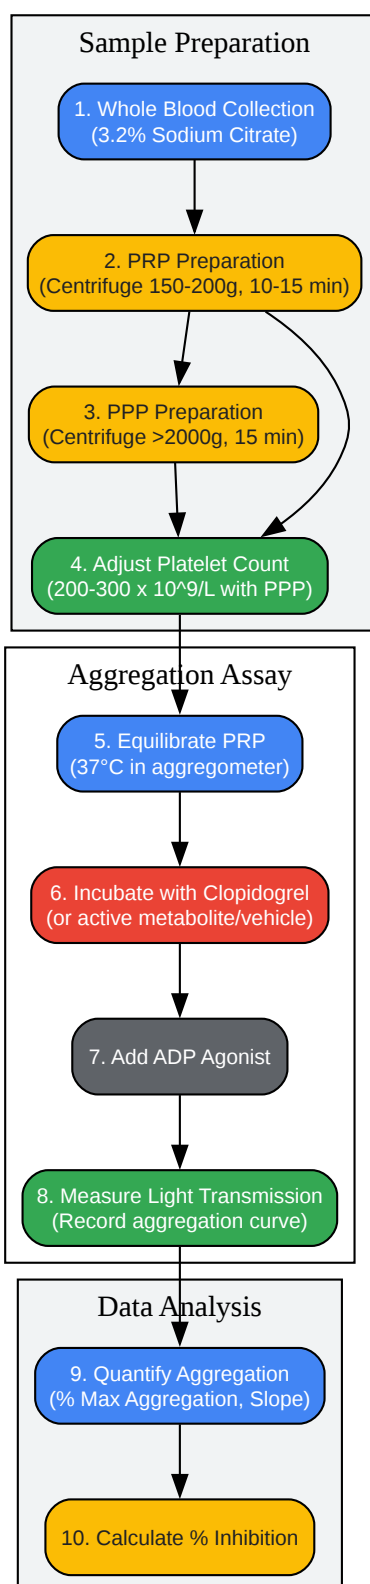 Sample Preparation
1. Whole Blood Collection
(3.2% Sodium Citrate)
2. PRP Preparation
(Centrifuge 150-200g, 10-15 min)
3. PPP Preparation
(Centrifuge >2000g, 15 min)
4. Adjust Platelet Count
(200-300 x 10^9/L with PPP)
Aggregation Assay
5. Equilibrate PRP
(37°C in aggregometer)
6. Incubate with Clopidogrel
(or active metabolite/vehicle)
7. Add ADP Agonist
8. Measure Light Transmission
(Record aggregation curve)
Data Analysis
9. Quantify Aggregation
(% Max Aggregation, Slope)
10. Calculate % Inhibition